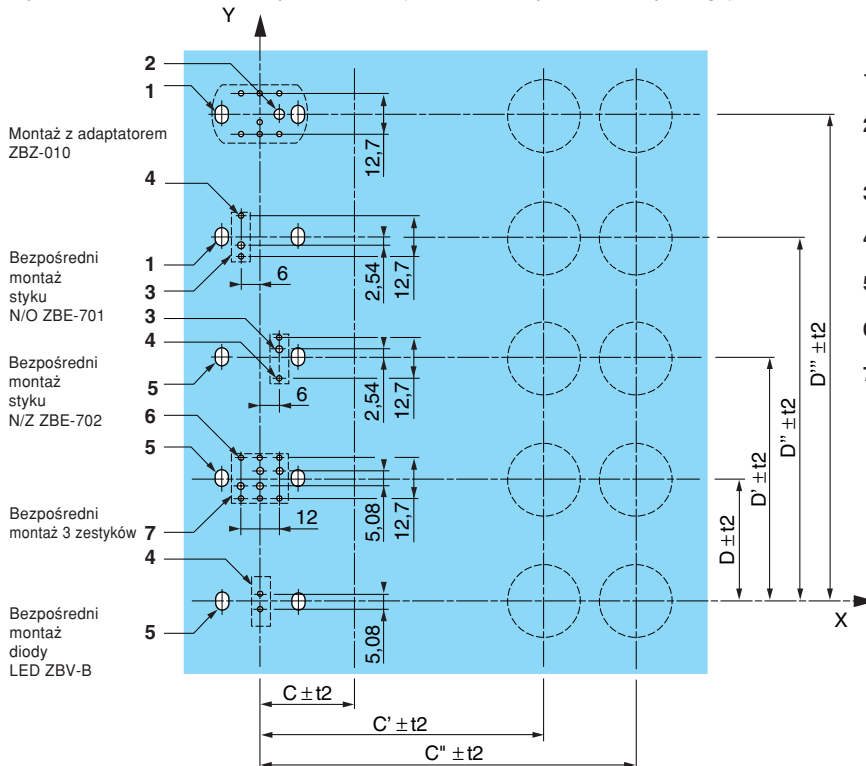 Y
2
1
Montaż z adaptatorem
ZBZ-010
12,7
4
1
Bezpośredni
montaż
styku
N/O ZBE-701
3
6
2,54
12,7
3
4
Bezpośredni
montaż
styku
N/Z ZBE-702
5
6
2,54
12,7
6
5
Bezpośredni
montaż 3 zestyków
7
12
5,08
12,7
4
Bezpośredni
montaż
diody
LED ZBV-B
5
5,08
D ±t2
D' ±t2
D" ±t2
D"' ±t2
X
C ±t2
C' ±t2
C" ±t2